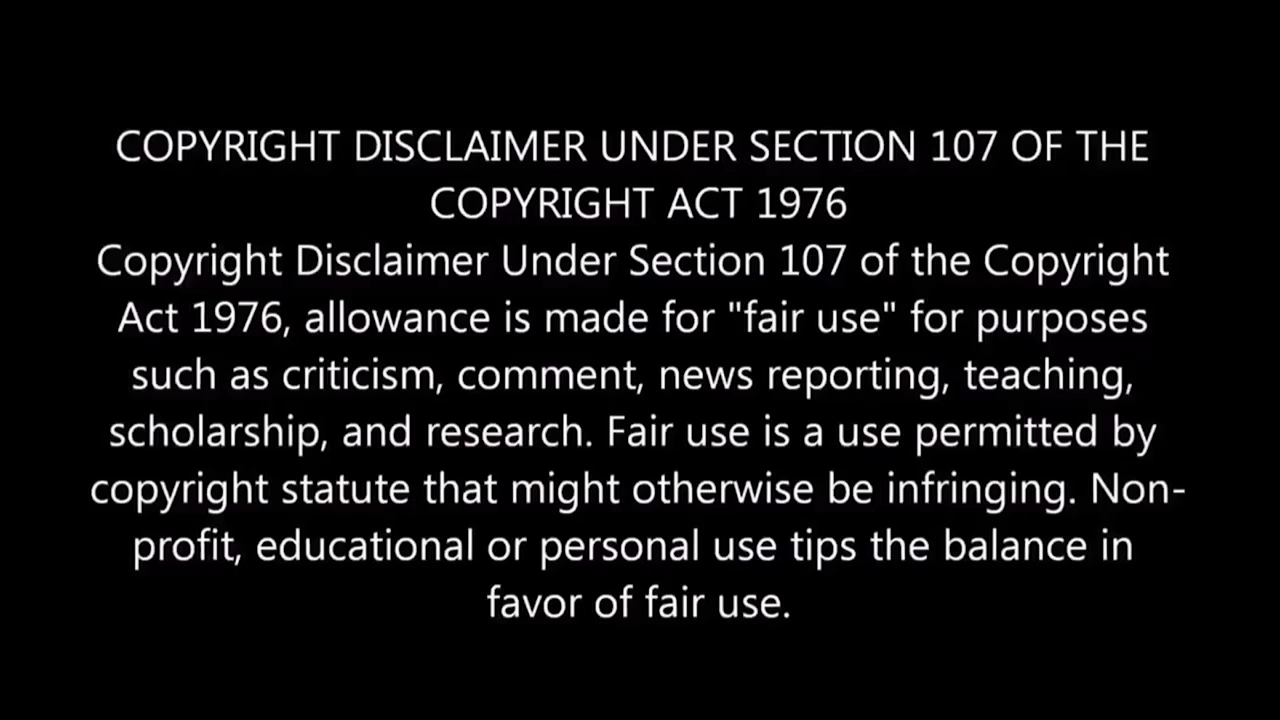 COPYRIGHT DISCLAIMER UNDER SECTION 107 OF THE
COPYRIGHT ACT 1976
Copyright Disclaimer Under Section 107 of the Copyright
Act 1976, allowance is made for "fair use" for purposes
such as criticism, comment, news reporting, teaching,
scholarship, and research. Fair use is a use permitted by
copyright statute that might otherwise be infringing. Non-
profit, educational or personal use tips the balance in
favor of fair use.